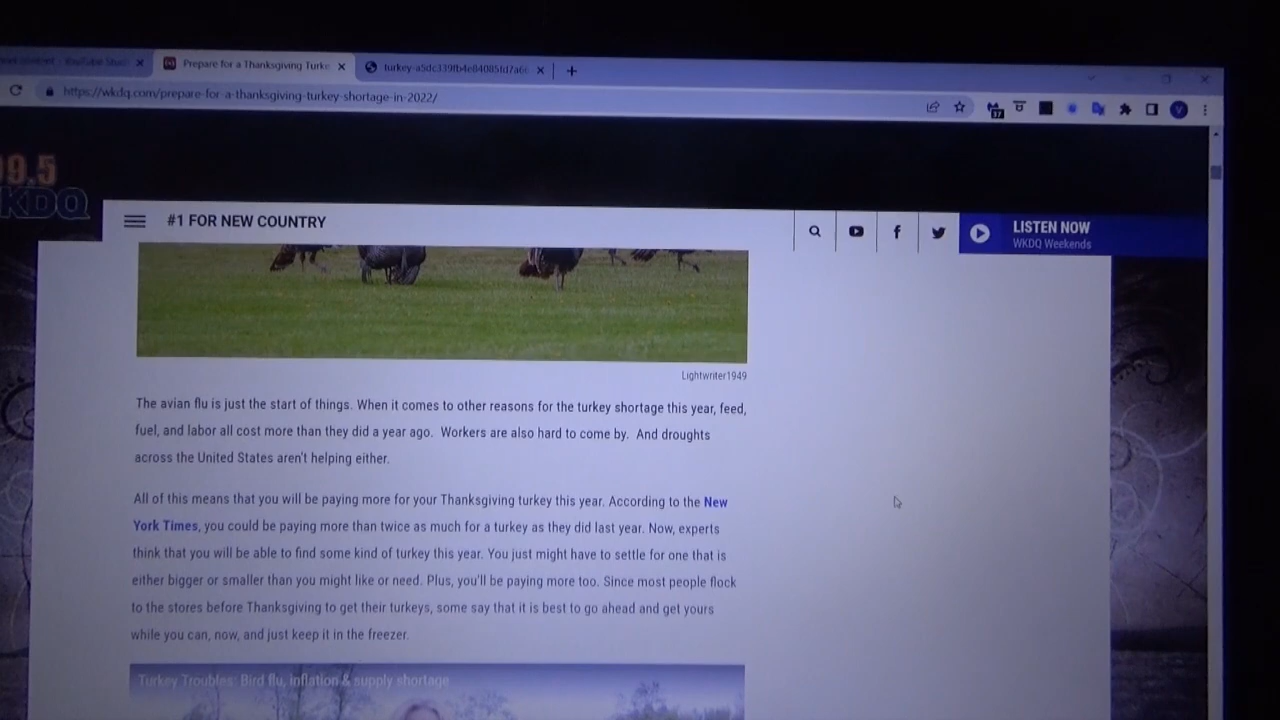 Prepare for a Thanksgiving Turke
turkey-a5dc339fb4e84085fd7a6e
https://wkdq.com/prepare-for-a-thanksgiving-turkey-shortage-in-2022/
37
V
99.5
KDQ
#1 FOR NEW COUNTRY
LISTEN NOW
WKDQ Weekends
Lightwriter1949
The avian flu is just the start of things. When it comes to other reasons for the turkey shortage this year, feed,
fuel, and labor all cost more than they did a year ago. Workers are also hard to come by. And droughts
across the United States aren't helping either.
All of this means that you will be paying more for your Thanksgiving turkey this year. According to the New
York Times, you could be paying more than twice as much for a turkey as they did last year. Now, experts
think that you will be able to find some kind of turkey this year. You just might have to settle for one that is
either bigger or smaller than you might like or need. Plus, you'll be paying more too. Since most people flock
to the stores before Thanksgiving to get their turkeys, some say that it is best to go ahead and get yours
while you can, now, and just keep it in the freezer.
Turkey Troubles: Bird flu, inflation & supply shortage